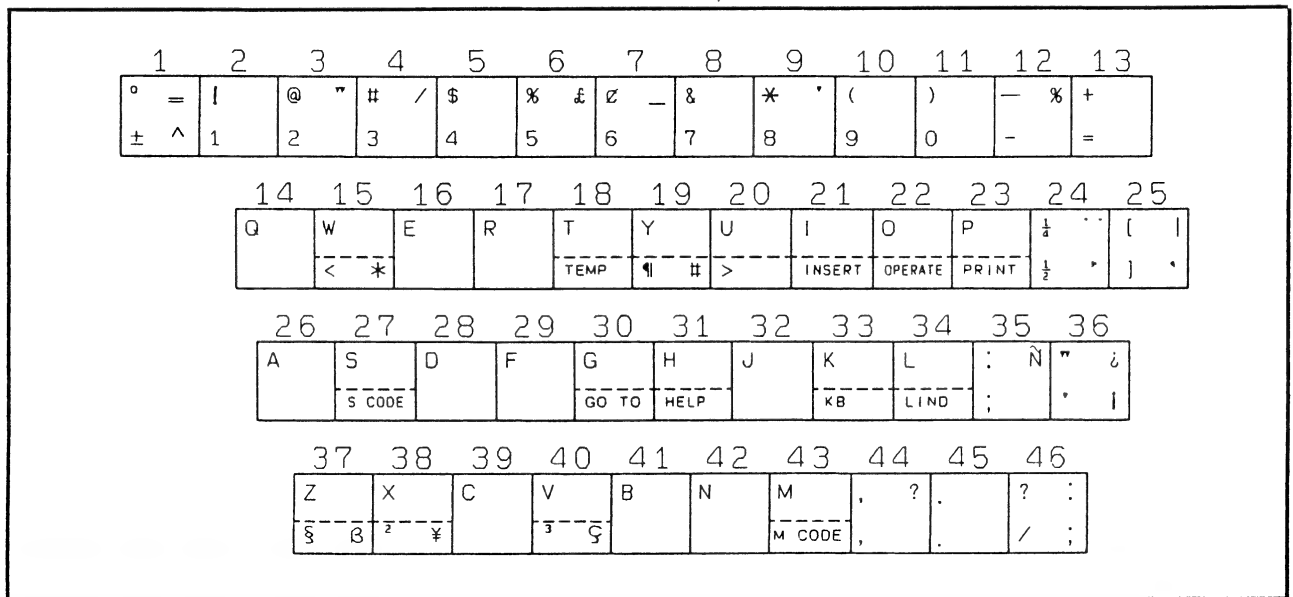 1 2 3 4 5 6 7 8 9 10 11 12 13
° = ! @ " # / $ % £ ¢ _ & * ' ( ) — % +
± ^ 1 2 3 4 5 6 7 8 9 0 - =
14 15 16 17 18 19 20 21 22 23 24 25
Q W E R T Y U I O P ¼ ¨ [ |
< * TEMP ¶ # > INSERT OPERATE PRINT ½ ´ ] `
26 27 28 29 30 31 32 33 34 35 36
A S D F G H J K L : Ñ " ¿
S CODE GO TO HELP KB LIND ; ' ¡
37 38 39 40 41 42 43 44 45 46
Z X C V B N M , ? . ? :
§ ß ² ¥ ³ Ç M CODE , . / ;